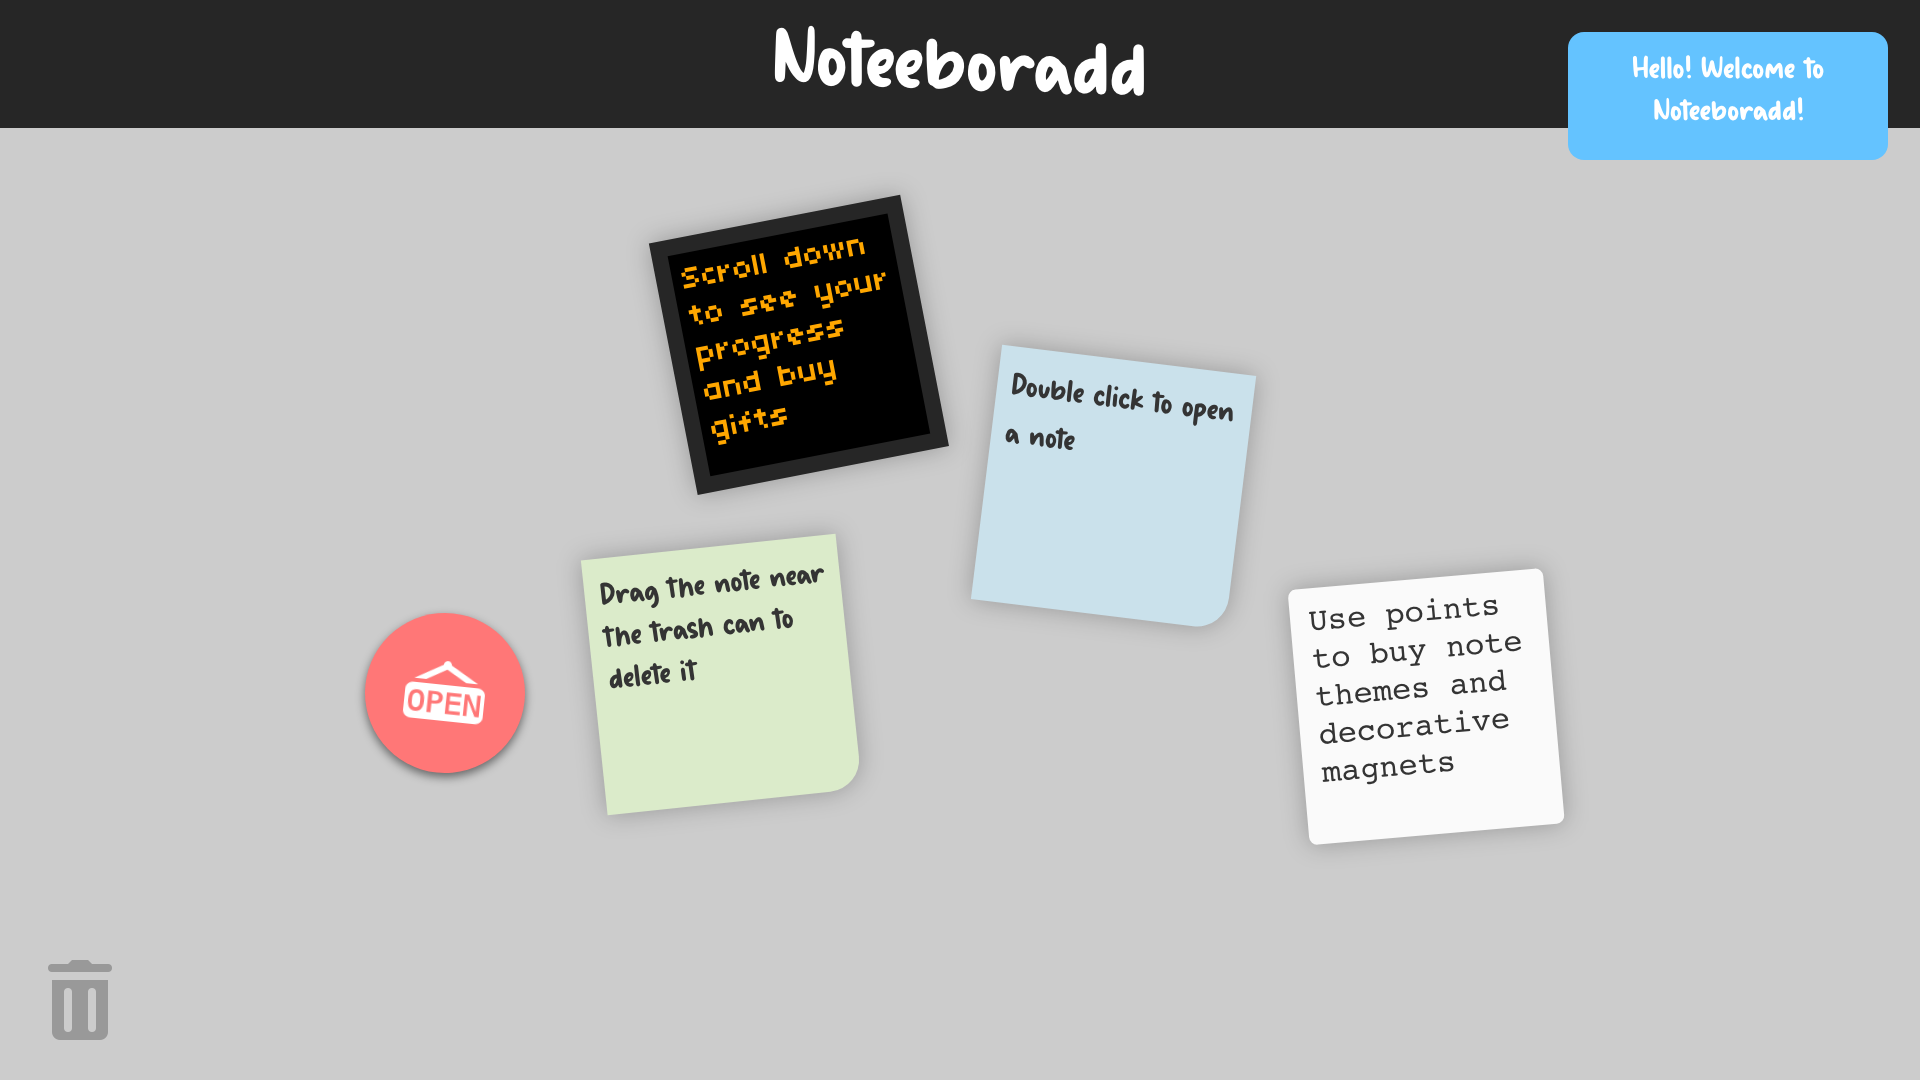 Noteeboradd
Hello! Welcome to
Noteeboradd!
Scroll down
to see your
progress
and buy
gifts
Double click to open
a note
Drag the note near
the trash can to
delete it
OPEN
Use points
to buy note
themes and
decorative
magnets